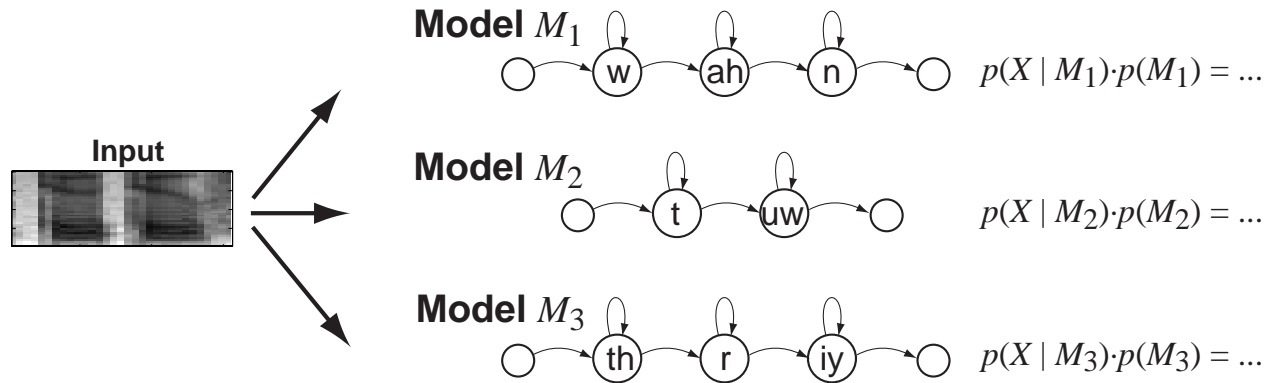 Model M1
w ah n
p(X | M1)·p(M1) = ...
Input
Model M2
t uw
p(X | M2)·p(M2) = ...
Model M3
th r iy
p(X | M3)·p(M3) = ...